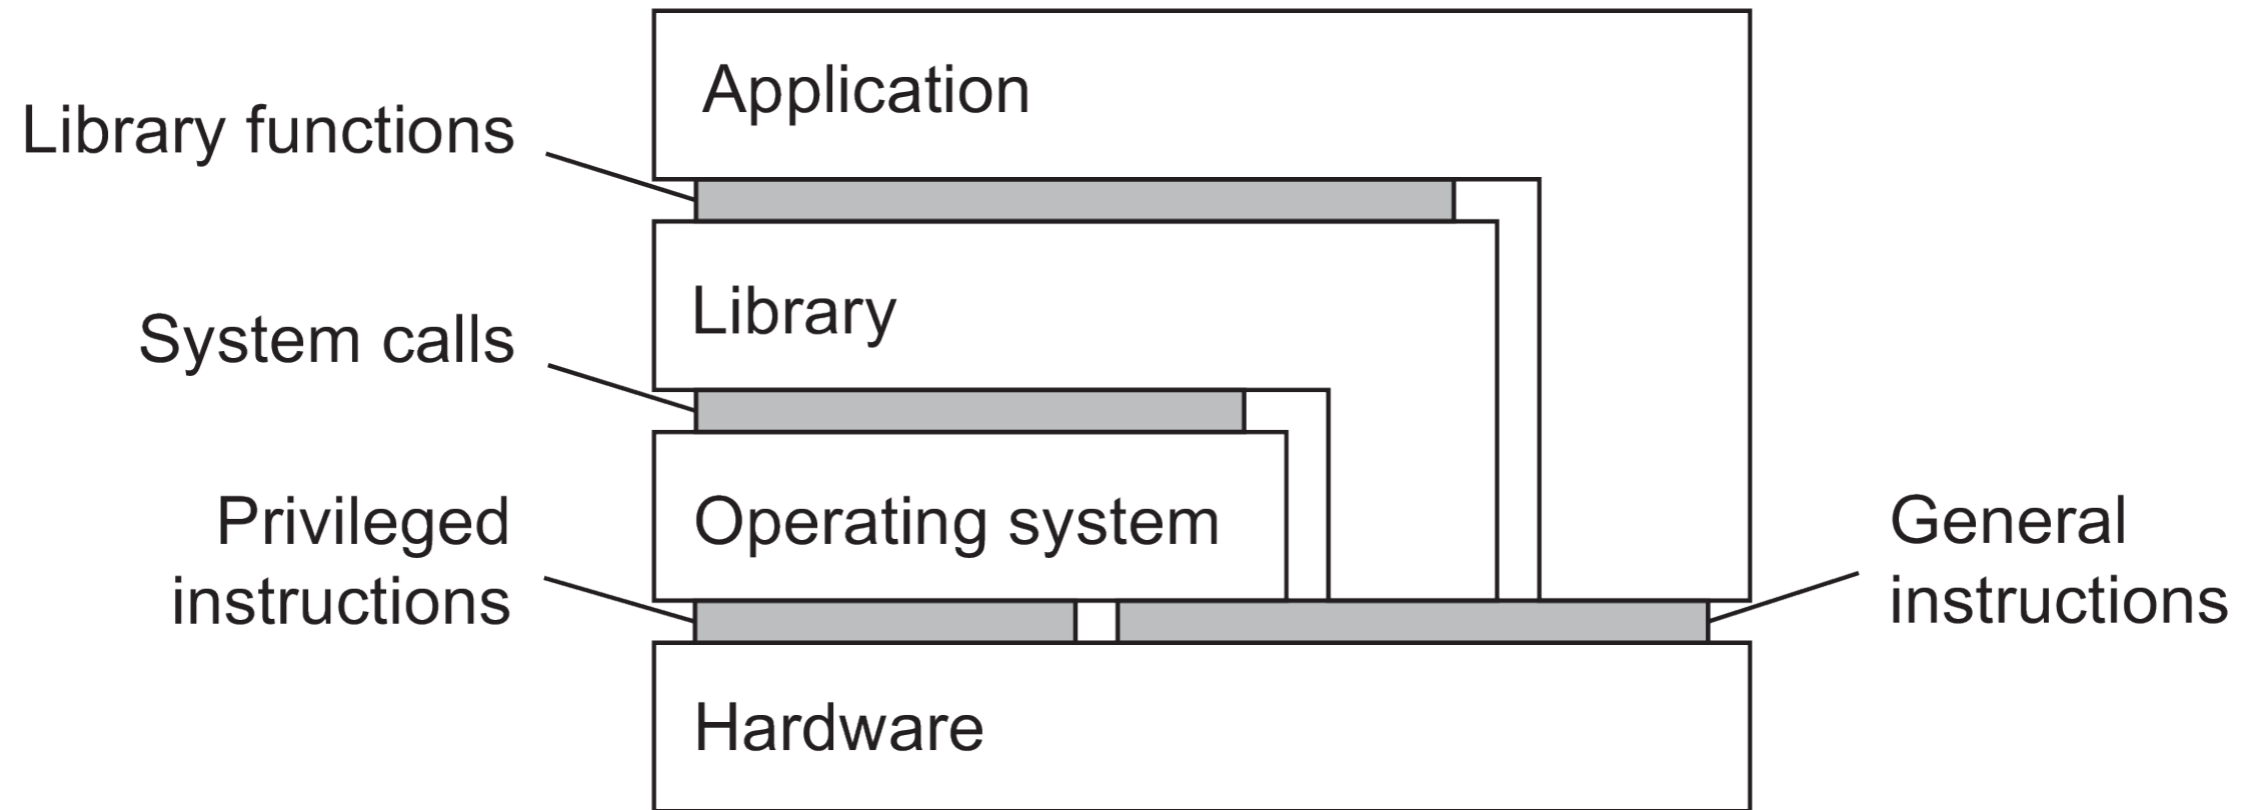 Application
Library functions
Library
System calls
Operating system
Privileged
instructions
General
instructions
Hardware